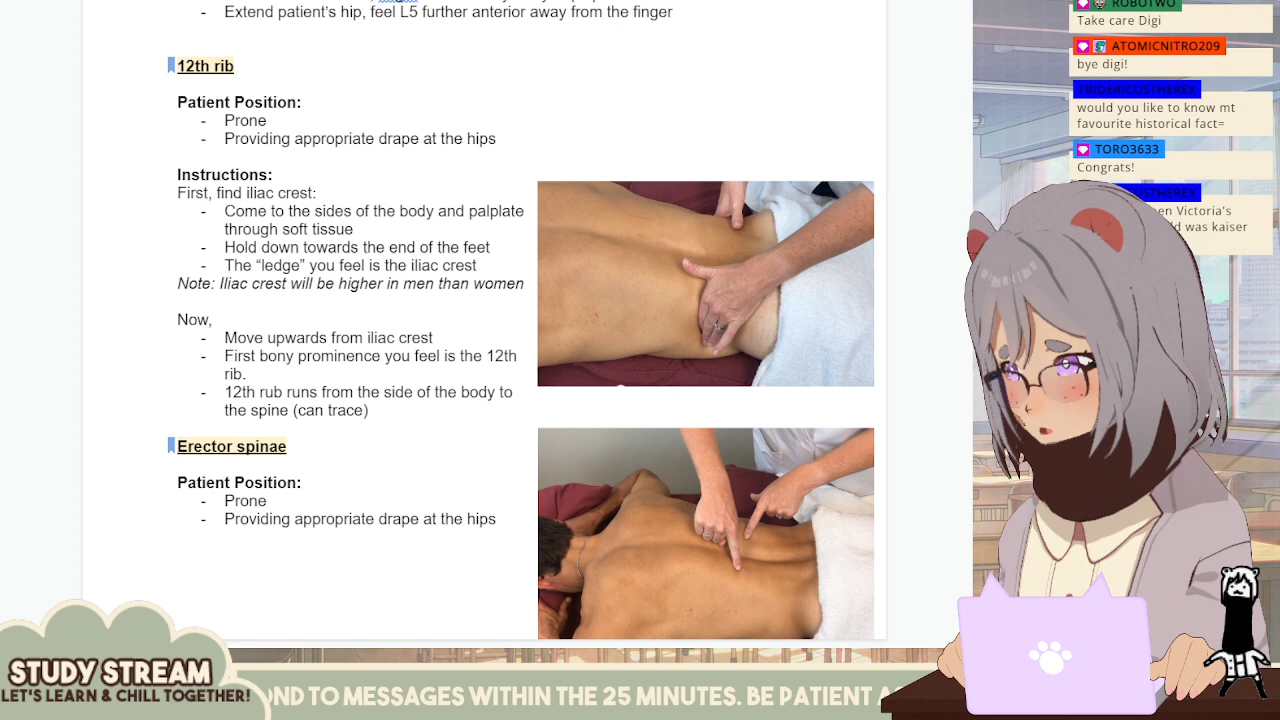 - Extend patient's hip, feel L5 further anterior away from the finger
12th rib
Patient Position:
- Prone
- Providing appropriate drape at the hips
Instructions:
First, find iliac crest:
- Come to the sides of the body and palplate
through soft tissue
- Hold down towards the end of the feet
- The “ledge” you feel is the iliac crest
Note: Iliac crest will be higher in men than women
Now,
- Move upwards from iliac crest
- First bony prominence you feel is the 12th
rib.
- 12th rub runs from the side of the body to
the spine (can trace)
Erector spinae
Patient Position:
- Prone
- Providing appropriate drape at the hips
ROBOTWO
Take care Digi
ATOMICNITRO209
bye digi!
FRIDERICUSTHEREX
would you like to know mt
favourite historical fact=
TORO3633
Congrats!
Victoria's
was kaiser
STUDY STREAM
LET'S LEARN & CHILL TOGETHER!
TO MESSAGES WITHIN THE 25 MINUTES. BE PATIENT